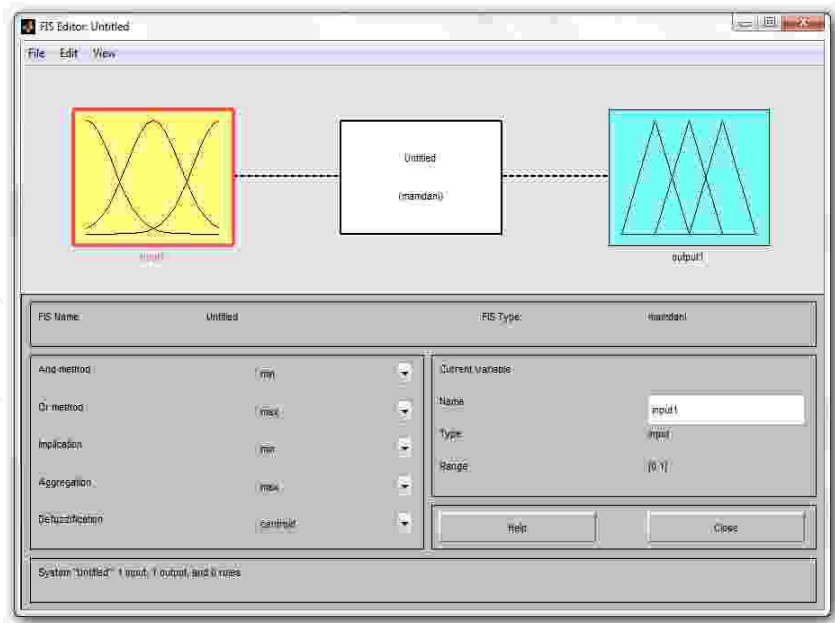 FIS Editor: Untitled
File Edit View
Untitled
(mamdani)
input1
output1
FIS Name: Untitled FIS Type: mamdani
And method min
Or method max
Implication min
Aggregation max
Defuzzification centroid
Current Variable
Name input1
Type input
Range [0 1]
Help Close
System "Untitled": 1 input, 1 output, and 0 rules